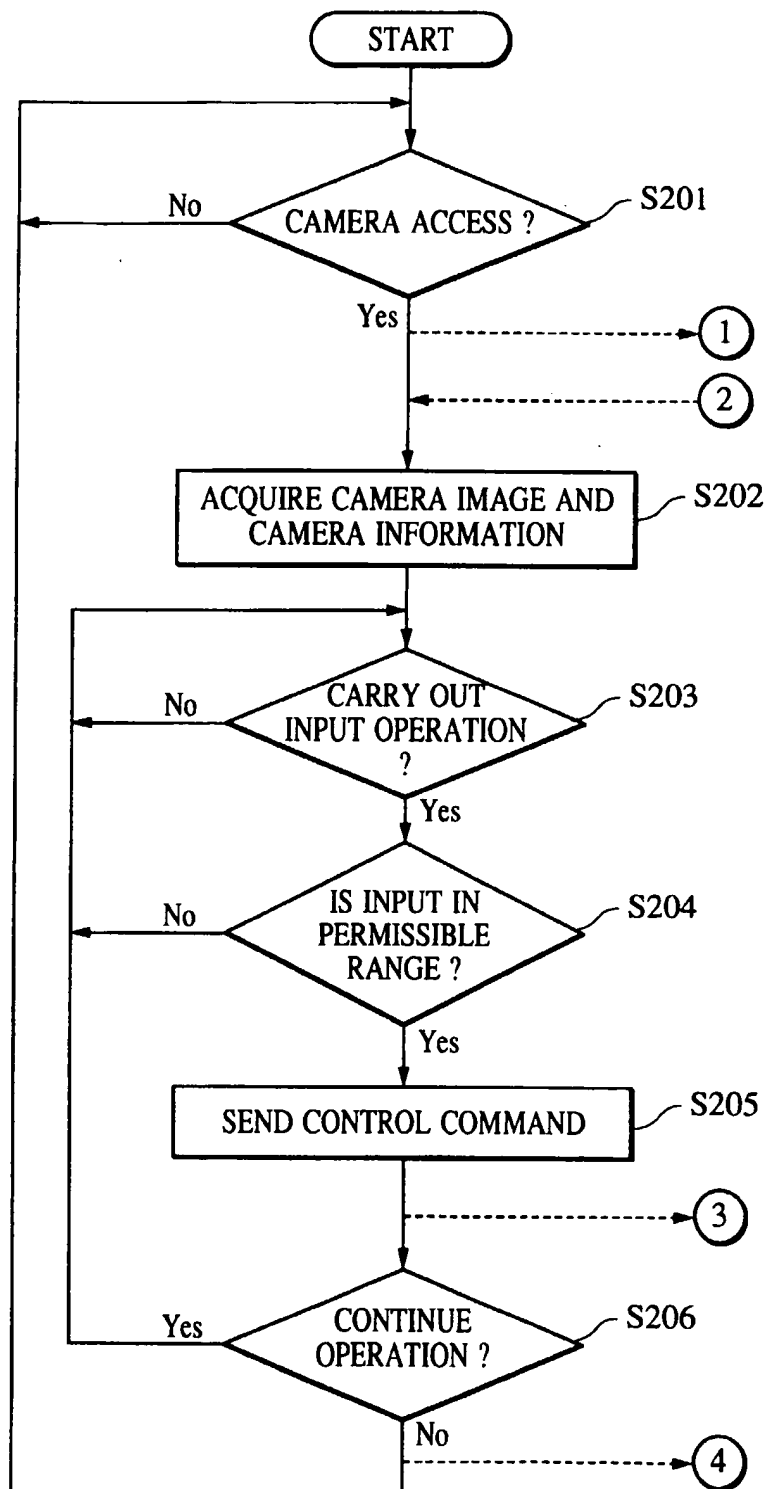 START
CAMERA ACCESS ?
S201
No
Yes
1
2
ACQUIRE CAMERA IMAGE AND
CAMERA INFORMATION
S202
CARRY OUT
INPUT OPERATION
?
S203
No
Yes
IS INPUT IN
PERMISSIBLE
RANGE ?
S204
No
Yes
SEND CONTROL COMMAND
S205
3
CONTINUE
OPERATION ?
S206
Yes
No
4